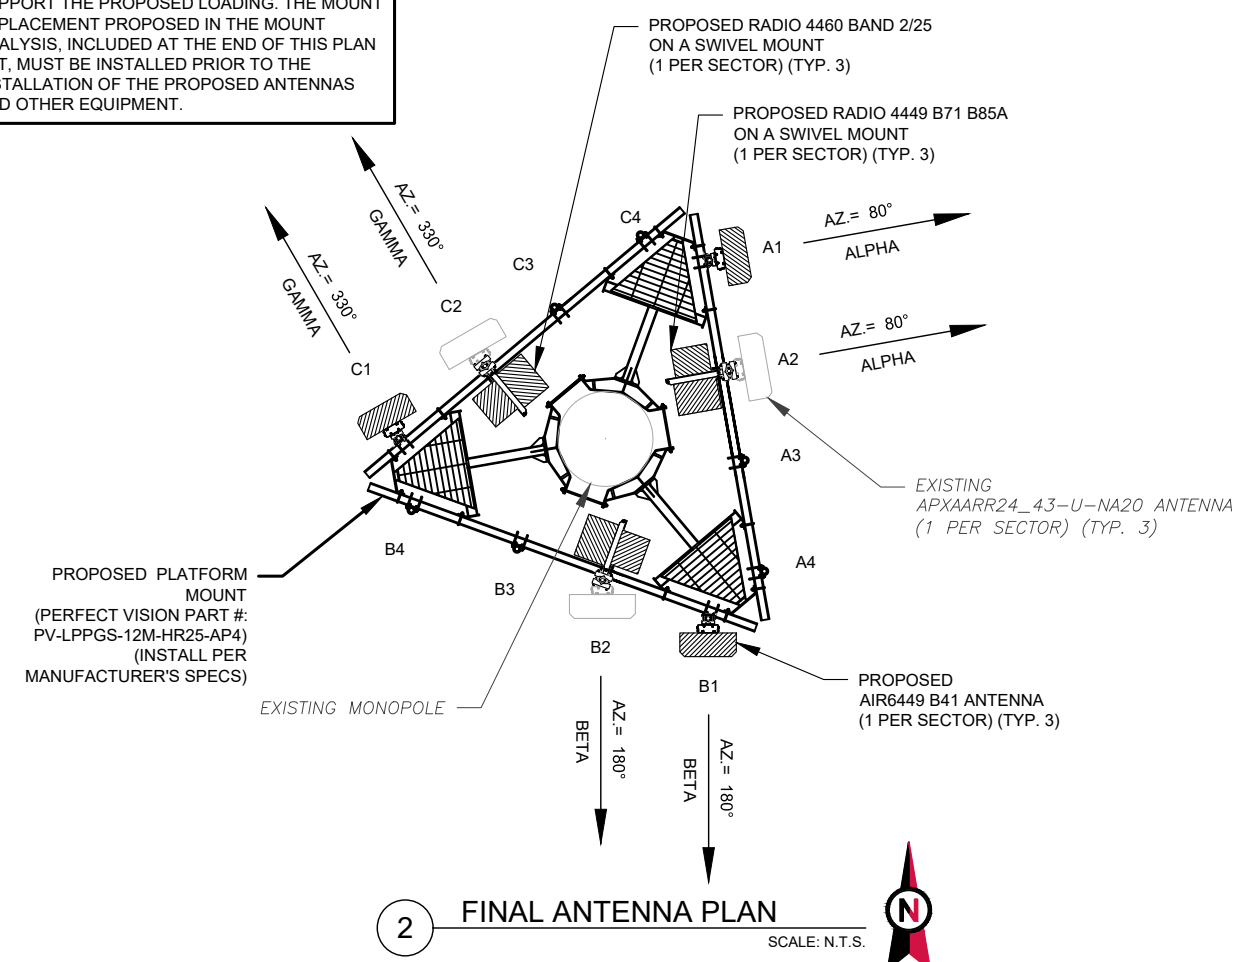 PPORT THE PROPOSED LOADING. THE MOUNT
PLACEMENT PROPOSED IN THE MOUNT
ALYSIS, INCLUDED AT THE END OF THIS PLAN
T, MUST BE INSTALLED PRIOR TO THE
STALLATION OF THE PROPOSED ANTENNAS
D OTHER EQUIPMENT.
PROPOSED RADIO 4460 BAND 2/25
ON A SWIVEL MOUNT
(1 PER SECTOR) (TYP. 3)
PROPOSED RADIO 4449 B71 B85A
ON A SWIVEL MOUNT
(1 PER SECTOR) (TYP. 3)
AZ.= 330°
GAMMA
AZ.= 330°
GAMMA
C4
C3
C2
C1
A1
AZ.= 80°
ALPHA
A2
AZ.= 80°
ALPHA
A3
A4
EXISTING
APXAARR24_43-U-NA20 ANTENNA
(1 PER SECTOR) (TYP. 3)
B4
B3
B2
B1
PROPOSED PLATFORM
MOUNT
(PERFECT VISION PART #:
PV-LPPGS-12M-HR25-AP4)
(INSTALL PER
MANUFACTURER'S SPECS)
EXISTING MONOPOLE
PROPOSED
AIR6449 B41 ANTENNA
(1 PER SECTOR) (TYP. 3)
AZ.= 180°
BETA
AZ.= 180°
BETA
2
FINAL ANTENNA PLAN
SCALE: N.T.S.
N